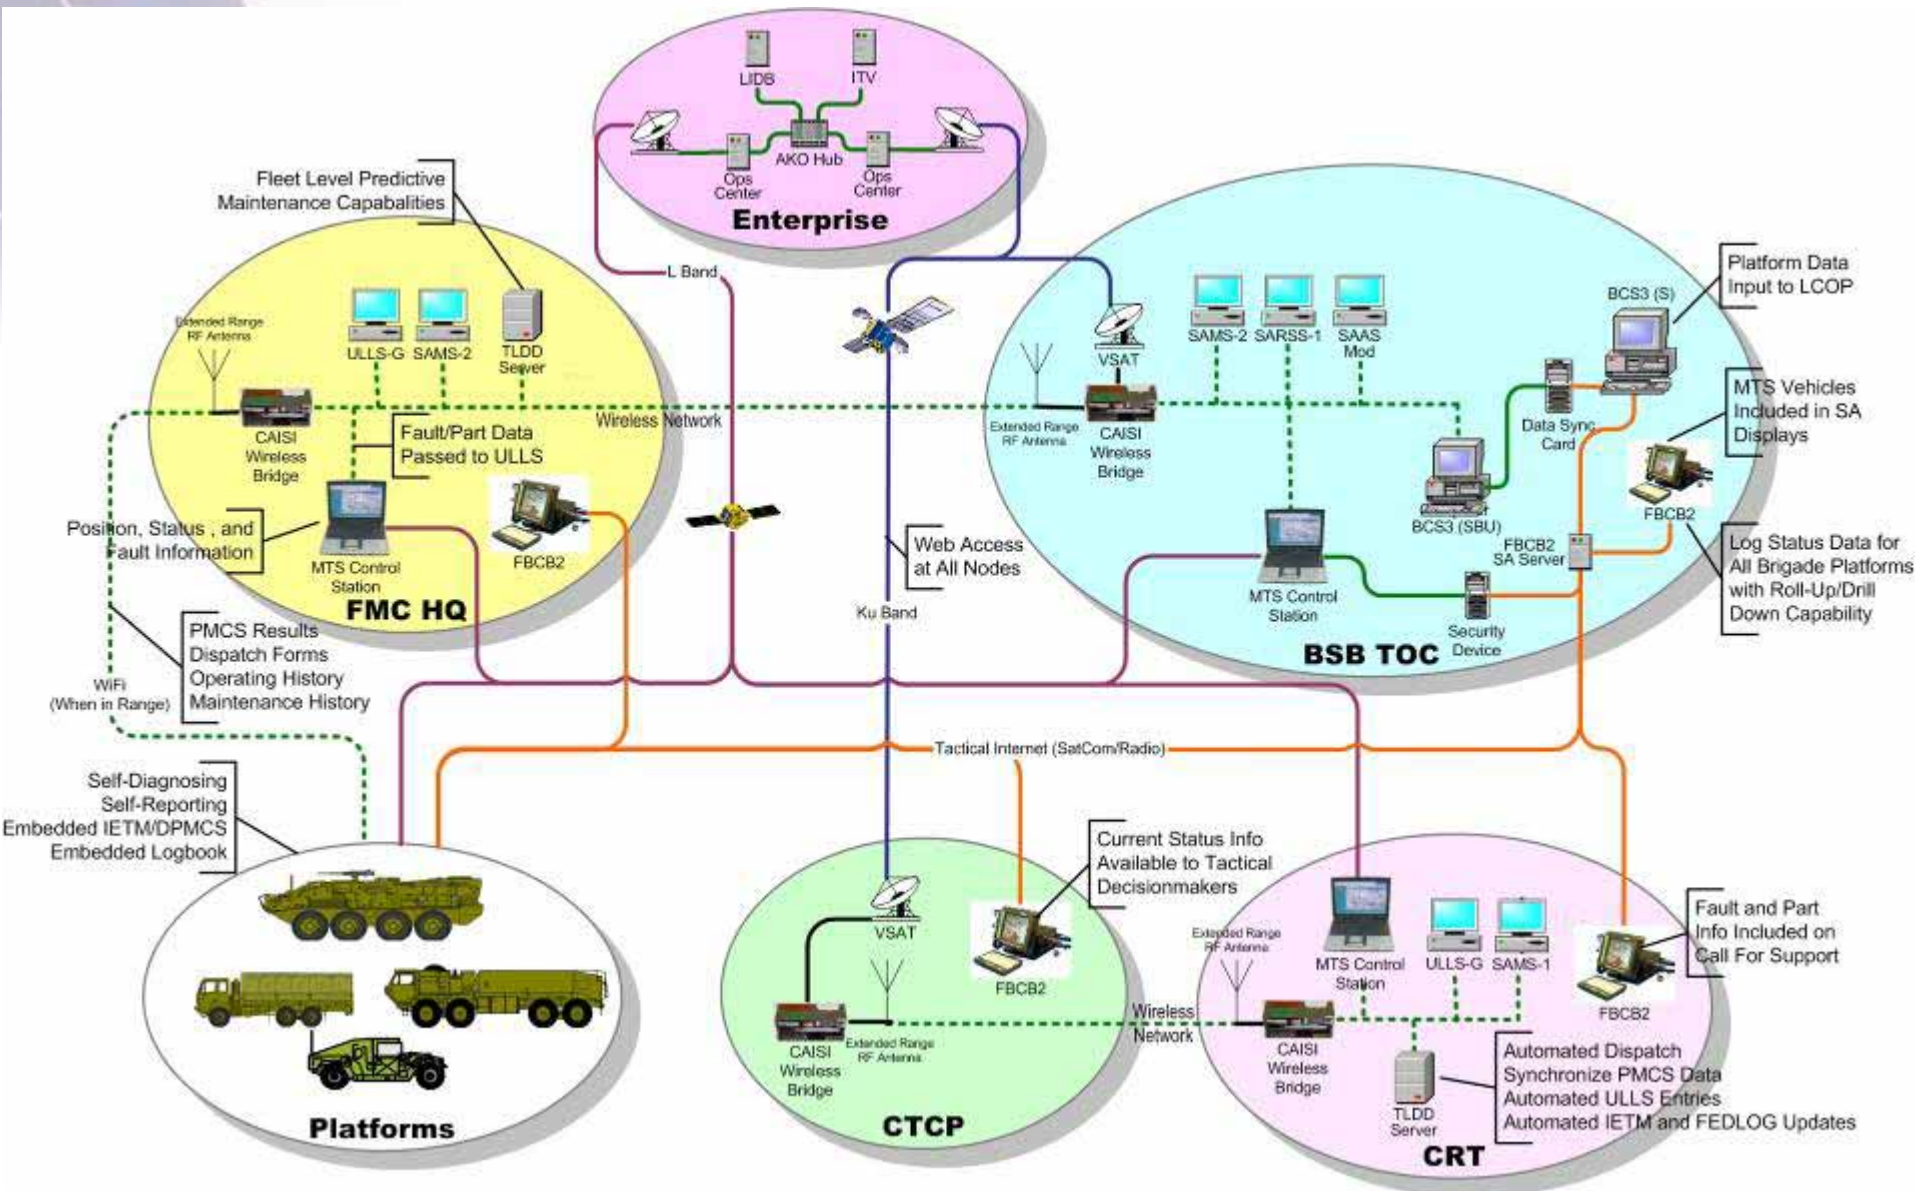 LIDB
ITV
AKO Hub
Ops
Center
Ops
Center
Enterprise
Fleet Level Predictive
Maintenance Capabalities
L Band
Extended Range
RF Antenna
ULLS-G
SAMS-2
TLDD
Server
CAISI
Wireless
Bridge
Fault/Part Data
Passed to ULLS
Position, Status , and
Fault Information
MTS Control
Station
FBCB2
FMC HQ
Wireless Network
PMCS Results
Dispatch Forms
Operating History
Maintenance History
WiFi
(When in Range)
Web Access
at All Nodes
Ku Band
VSAT
Extended Range
RF Antenna
CAISI
Wireless
Bridge
SAMS-2
SARSS-1
SAAS
Mod
BCS3 (S)
Platform Data
Input to LCOP
Data Sync
Card
MTS Vehicles
Included in SA
Displays
BCS3 (SBU)
FBCB2
FBCB2
SA Server
Log Status Data for
All Brigade Platforms
with Roll-Up/Drill
Down Capability
MTS Control
Station
Security
Device
BSB TOC
Tactical Internet (SatCom/Radio)
Self-Diagnosing
Self-Reporting
Embedded IETM/DPMCS
Embedded Logbook
Platforms
Current Status Info
Available to Tactical
Decisionmakers
VSAT
FBCB2
CAISI
Wireless
Bridge
Extended Range
RF Antenna
CTCP
Wireless
Network
Extended Range
RF Antenna
MTS Control
Station
ULLS-G
SAMS-1
FBCB2
Fault and Part
Info Included on
Call For Support
CAISI
Wireless
Bridge
TLDD
Server
Automated Dispatch
Synchronize PMCS Data
Automated ULLS Entries
Automated IETM and FEDLOG Updates
CRT